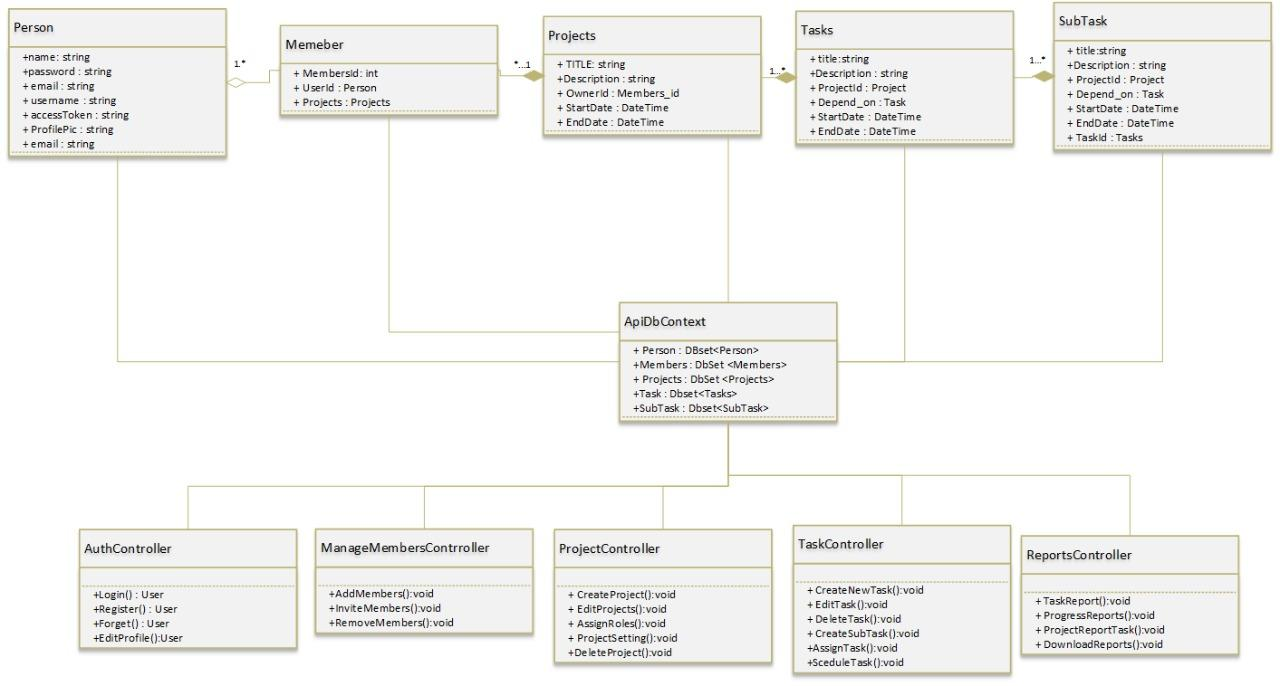 Person
+name: string
+password : string
+ email : string
+ username : string
+ accessToken : string
+ ProfilePic : string
+ email : string
1.*
Memeber
+ MembersId: int
+ UserId : Person
+ Projects : Projects
*...1
Projects
+ TITLE: string
+Description : string
+ OwnerId : Members_id
+ StartDate : DateTime
+ EndDate : DateTime
1...*
Tasks
+ title:string
+Description : string
+ ProjectId : Project
+ Depend_on : Task
+ StartDate : DateTime
+ EndDate : DateTime
1...*
SubTask
+ title:string
+Description : string
+ ProjectId : Project
+ Depend_on : Task
+ StartDate : DateTime
+ EndDate : DateTime
+ TaskId : Tasks
ApiDbContext
+ Person : DBset<Person>
+Members : DbSet <Members>
+ Projects : DbSet <Projects>
+Task : Dbset<Tasks>
+SubTask : Dbset<SubTask>
AuthController
+Login() : User
+Register() : User
+Forget() : User
+EditProfile():User
ManageMembersContrroller
+AddMembers():void
+InviteMembers():void
+RemoveMembers():void
ProjectController
+ CreateProject():void
+ EditProjects():void
+ AssignRoles():void
+ ProjectSetting():void
+DeleteProject():void
TaskController
+ CreateNewTask():void
+ EditTask():void
+ DeleteTask():void
+ CreateSubTask():void
+AssignTask():void
+SceduleTask():void
ReportsController
+ TaskReport():void
+ ProgressReports():void
+ ProjectReportTask():void
+ DownloadReports():void